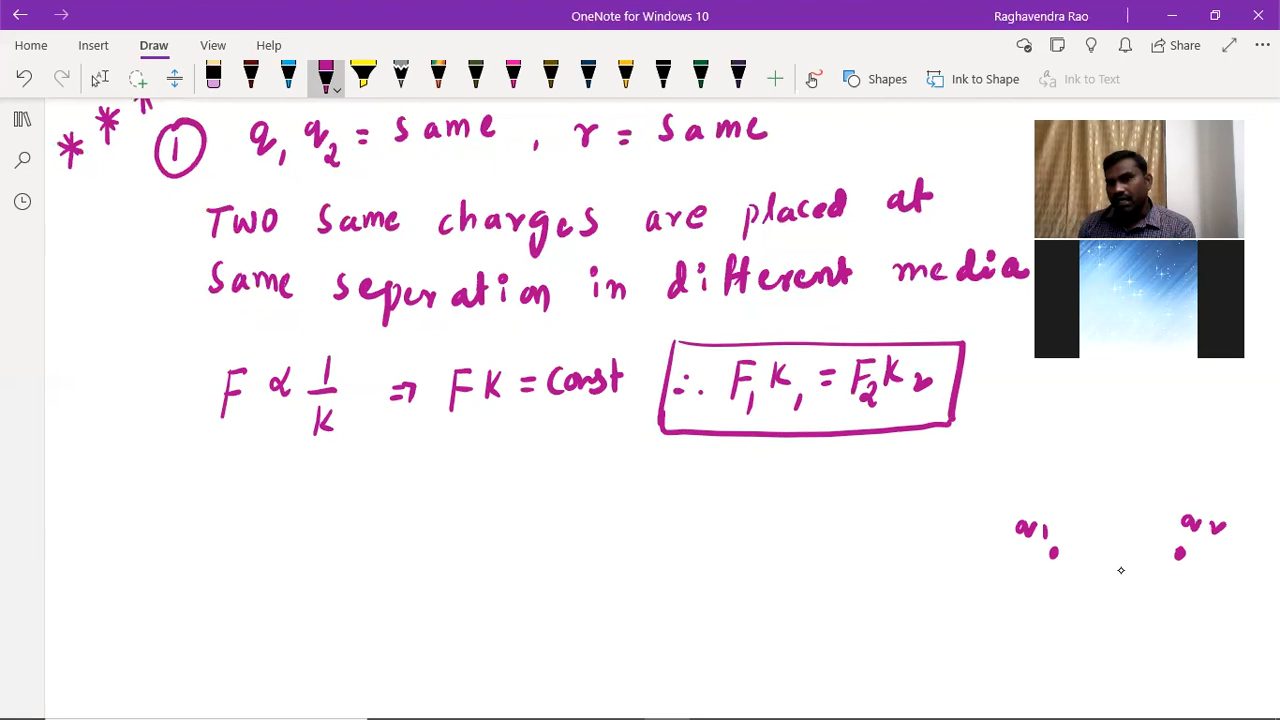 OneNote for Windows 10
Raghavendra Rao
Home Insert Draw View Help
Share
Shapes
Ink to Shape
Ink to Text
*** ① q₁ q₂ = same , r = same
Two same charges are placed at
same seperation in different media
F ∝ 1/K ⇒ FK = Const ∴ F₁K₁ = F₂K₂
q₁ q₂